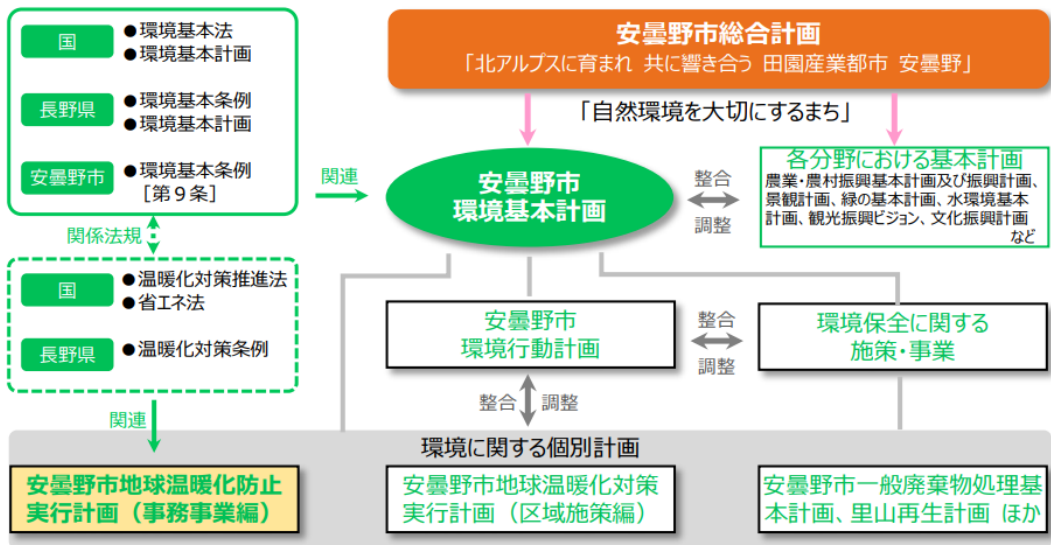 国
●環境基本法
●環境基本計画
長野県
●環境基本条例
●環境基本計画
安曇野市
●環境基本条例
[第9条]
関係法規
国
●温暖化対策推進法
●省エネ法
長野県
●温暖化対策条例
関連
安曇野市総合計画
「北アルプスに育まれ 共に響き合う 田園産業都市 安曇野」
「自然環境を大切にするまち」
関連
安曇野市
環境基本計画
整合
調整
各分野における基本計画
農業・農村振興基本計画及び振興計画、
景観計画、緑の基本計画、水環境基本
計画、観光振興ビジョン、文化振興計画
など
安曇野市
環境行動計画
整合
調整
環境保全に関する
施策・事業
整合 調整
環境に関する個別計画
安曇野市地球温暖化防止
実行計画（事務事業編）
安曇野市地球温暖化対策
実行計画（区域施策編）
安曇野市一般廃棄物処理基
本計画、里山再生計画 ほか